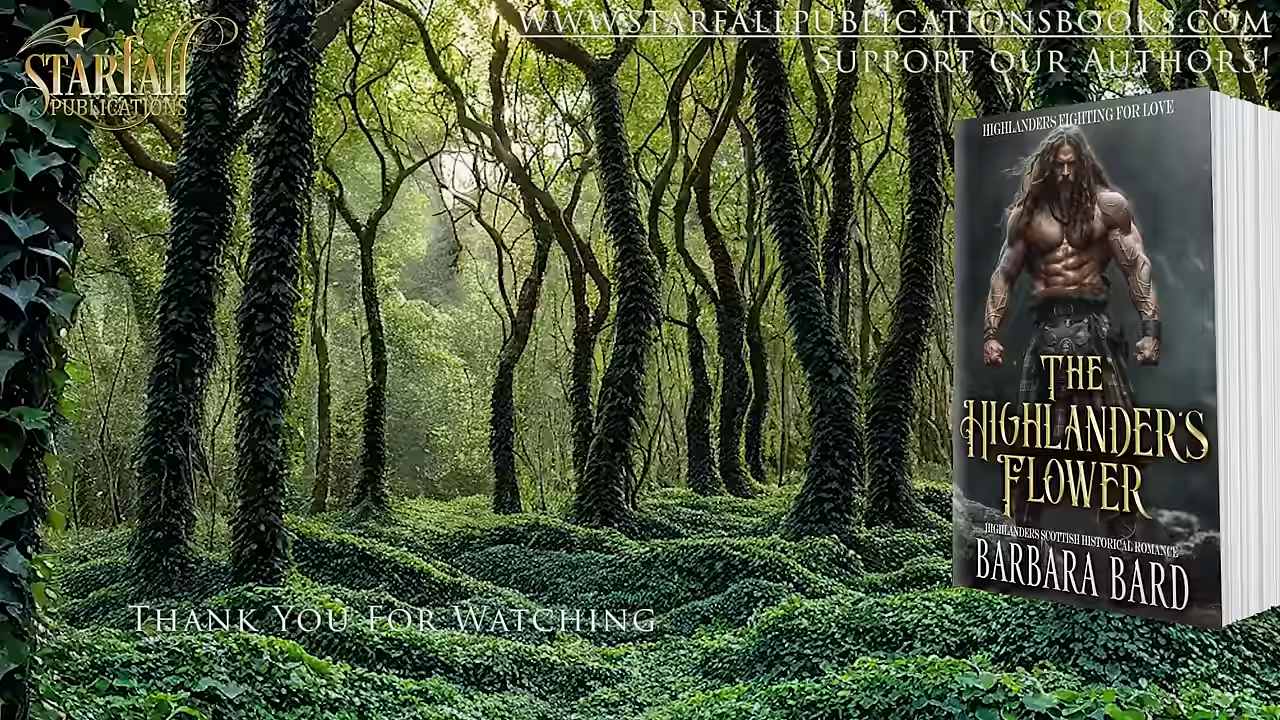 WWW.STARFALLPUBLICATIONSBOOKS.COM
SUPPORT OUR AUTHORS!
STARFALL
PUBLICATIONS
HIGHLANDERS FIGHTING FOR LOVE
THE
HIGHLANDER'S
FLOWER
HIGHLANDERS SCOTTISH HISTORICAL ROMANCE
BARBARA BARD
THANK YOU FOR WATCHING